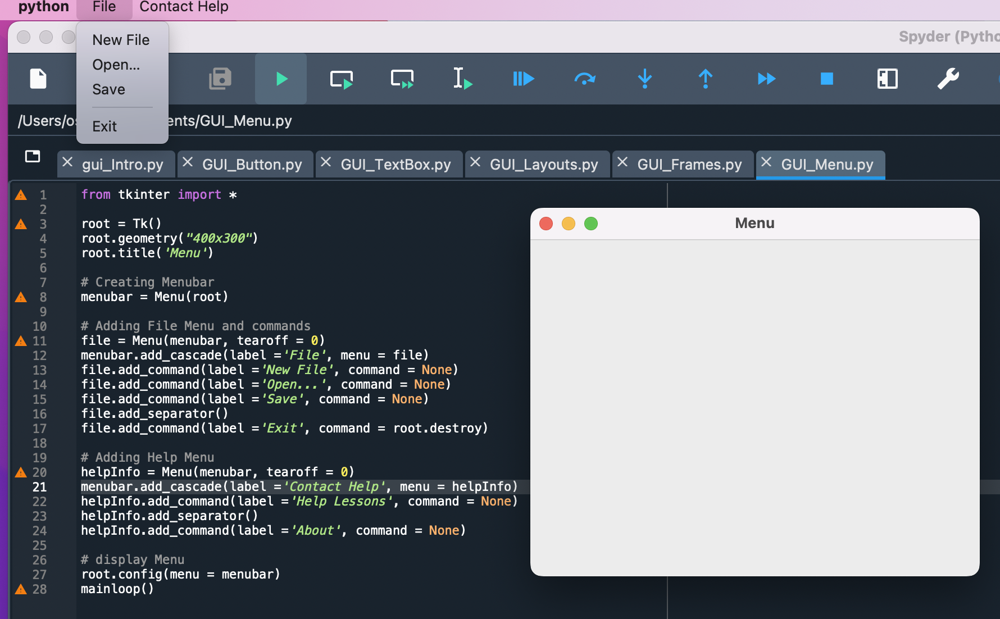 python File Contact Help
New File
Open...
Save
Exit
Spyder (Pytho
/Users/os ents/GUI_Menu.py
gui_Intro.py GUI_Button.py GUI_TextBox.py GUI_Layouts.py GUI_Frames.py GUI_Menu.py
1 from tkinter import *
2
3 root = Tk()
4 root.geometry("400x300")
5 root.title('Menu')
6
7 # Creating Menubar
8 menubar = Menu(root)
9
10 # Adding File Menu and commands
11 file = Menu(menubar, tearoff = 0)
12 menubar.add_cascade(label ='File', menu = file)
13 file.add_command(label ='New File', command = None)
14 file.add_command(label ='Open...', command = None)
15 file.add_command(label ='Save', command = None)
16 file.add_separator()
17 file.add_command(label ='Exit', command = root.destroy)
18
19 # Adding Help Menu
20 helpInfo = Menu(menubar, tearoff = 0)
21 menubar.add_cascade(label ='Contact Help', menu = helpInfo)
22 helpInfo.add_command(label ='Help Lessons', command = None)
23 helpInfo.add_separator()
24 helpInfo.add_command(label ='About', command = None)
25
26 # display Menu
27 root.config(menu = menubar)
28 mainloop()
Menu